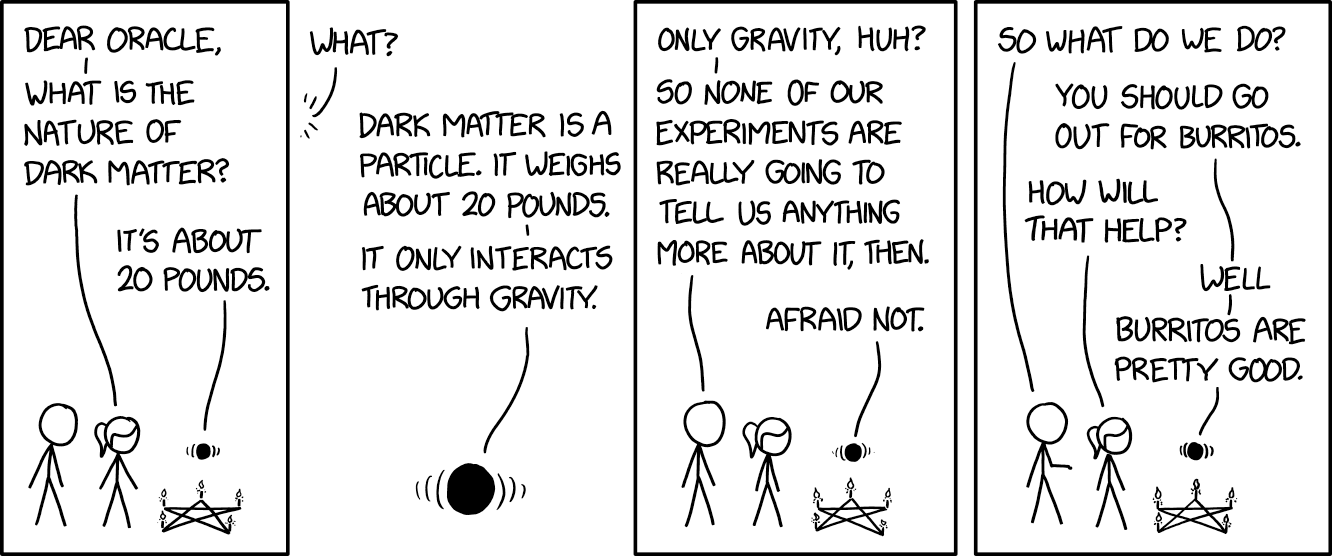 DEAR ORACLE,
WHAT IS THE
NATURE OF
DARK MATTER?
IT'S ABOUT
20 POUNDS.
WHAT?
DARK MATTER IS A
PARTICLE. IT WEIGHS
ABOUT 20 POUNDS.
IT ONLY INTERACTS
THROUGH GRAVITY.
ONLY GRAVITY, HUH?
SO NONE OF OUR
EXPERIMENTS ARE
REALLY GOING TO
TELL US ANYTHING
MORE ABOUT IT, THEN.
AFRAID NOT.
SO WHAT DO WE DO?
YOU SHOULD GO
OUT FOR BURRITOS.
HOW WILL
THAT HELP?
WELL
BURRITOS ARE
PRETTY GOOD.